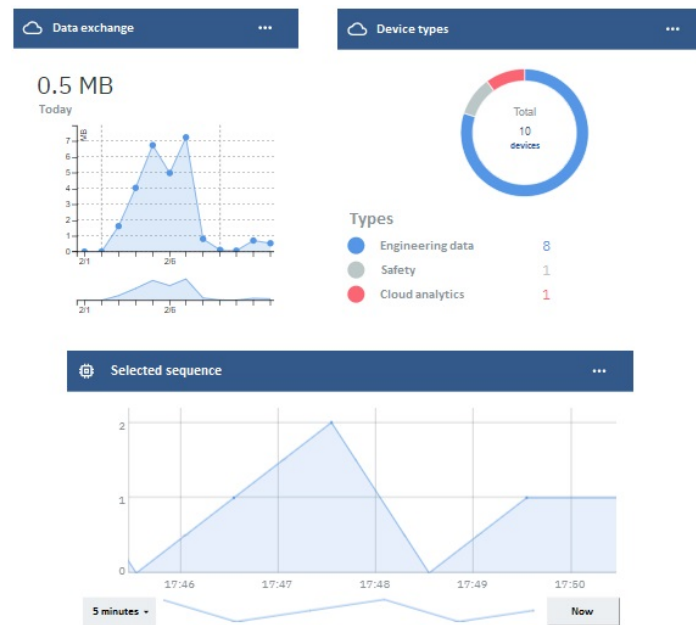 Data exchange
0.5 MB
Today
MB
7
6
5
4
3
2
1
0
2/1 2/6
2/1 2/6
Device types
Total
10
devices
Types
Engineering data 8
Safety 1
Cloud analytics 1
Selected sequence
2
1
0
17:46 17:47 17:48 17:49 17:50
5 minutes
Now